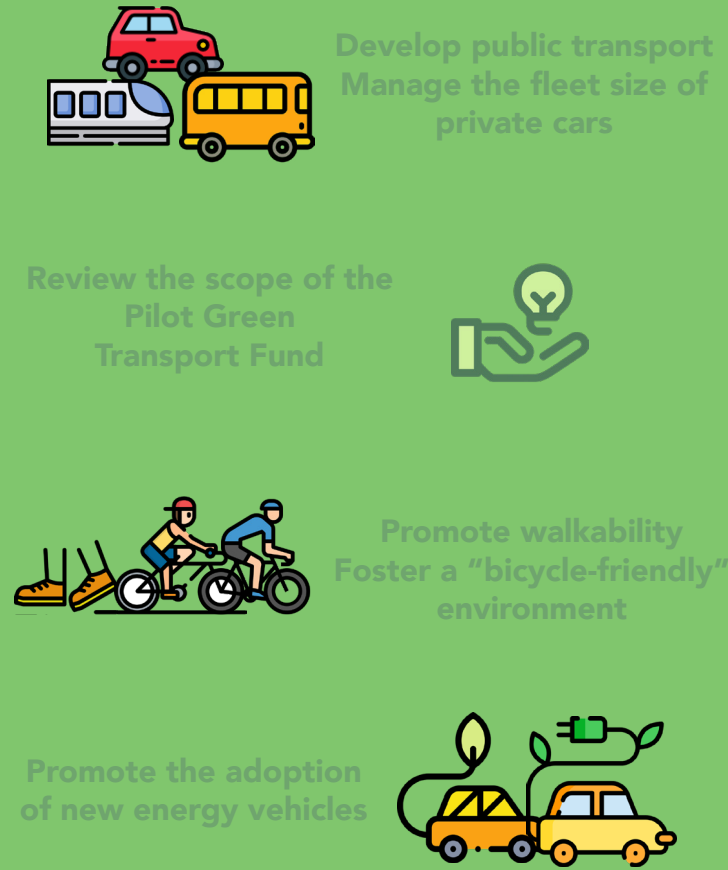 Develop public transport
Manage the fleet size of
private cars
Review the scope of the
Pilot Green
Transport Fund
Promote walkability
Foster a “bicycle-friendly”
environment
Promote the adoption
of new energy vehicles